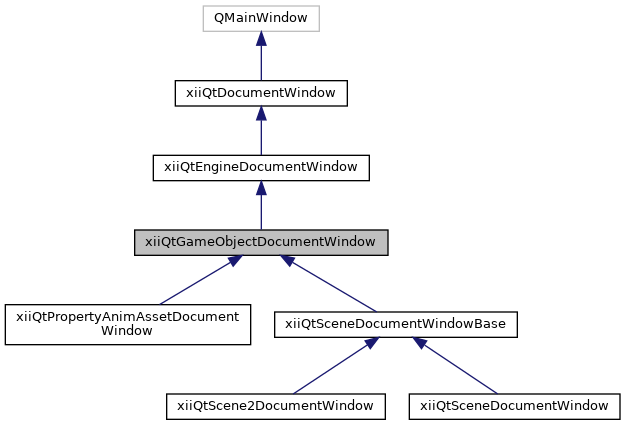 QMainWindow
xiiQtDocumentWindow
xiiQtEngineDocumentWindow
xiiQtGameObjectDocumentWindow
xiiQtPropertyAnimAssetDocument
Window
xiiQtSceneDocumentWindowBase
xiiQtScene2DocumentWindow
xiiQtSceneDocumentWindow